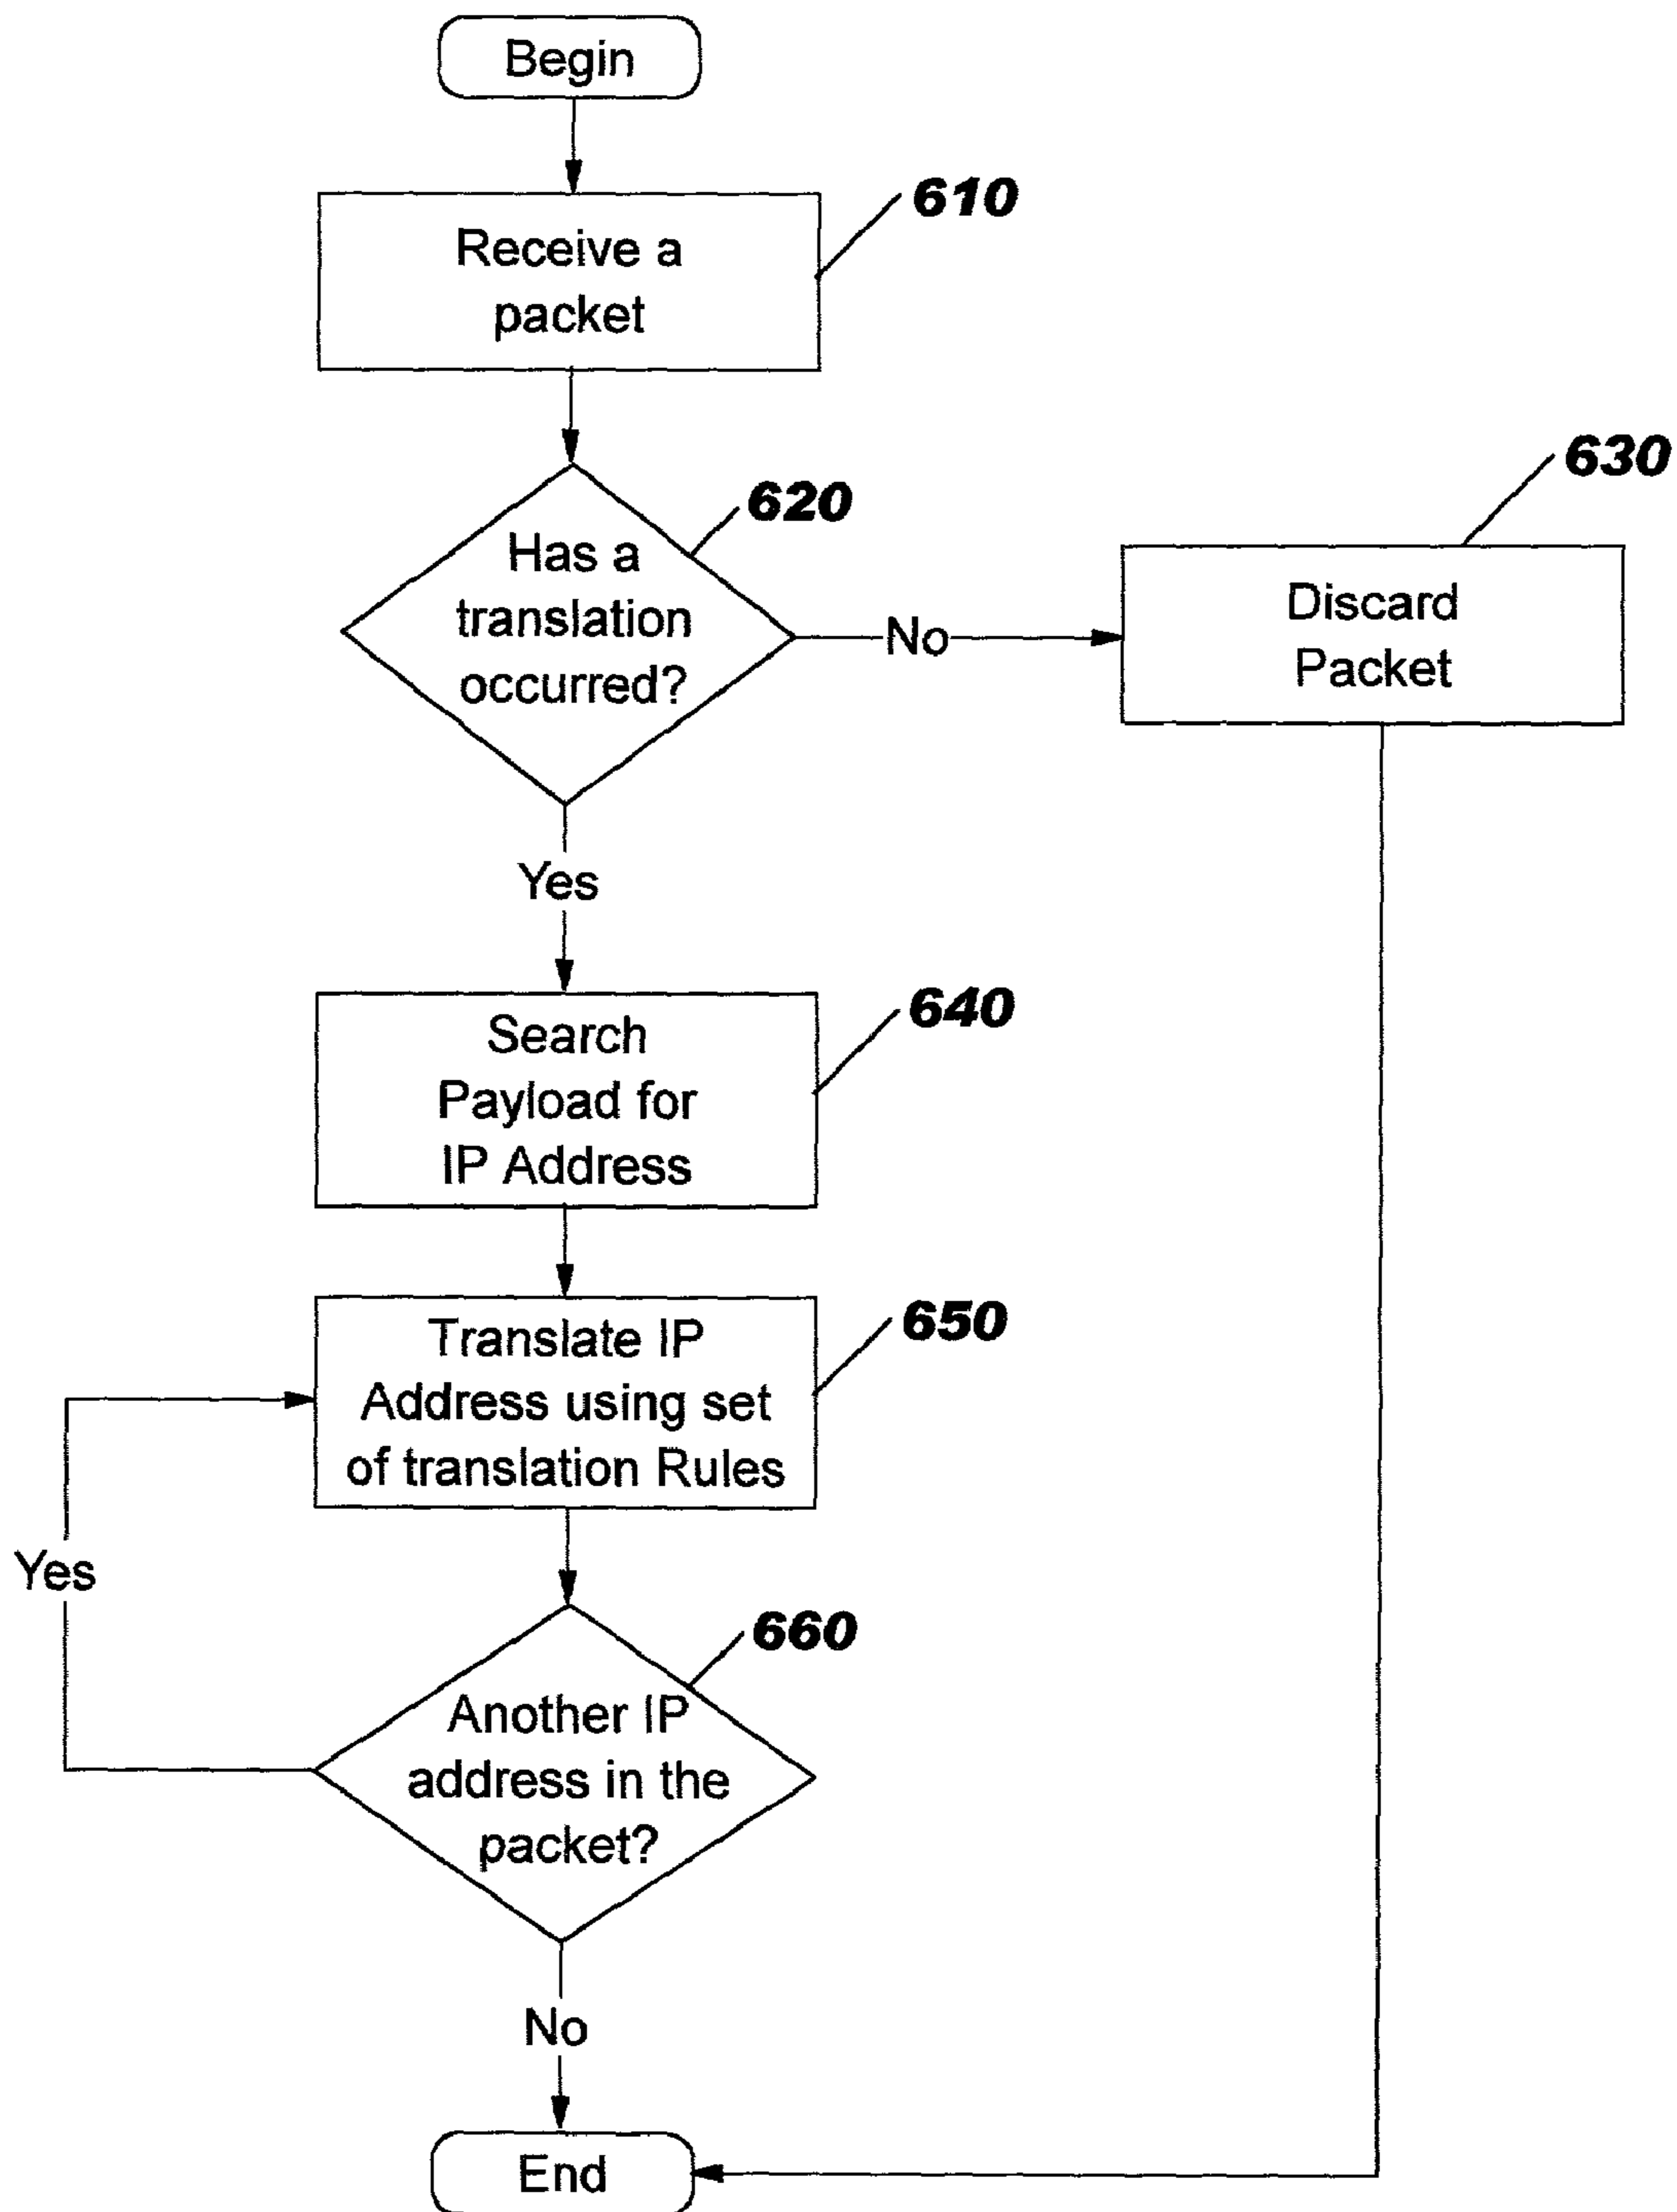 Begin
610
Receive a
packet
620
Has a
translation
occurred?
No
630
Discard
Packet
Yes
640
Search
Payload for
IP Address
650
Translate IP
Address using set
of translation Rules
Yes
660
Another IP
address in the
packet?
No
End